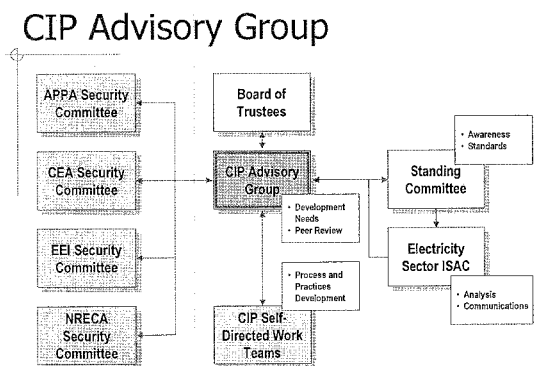 CIP Advisory Group
APPA Security
Committee
CEA Security
Committee
EEI Security
Committee
NRECA
Security
Committee
Board of
Trustees
CIP Advisory
Group
• Development
Needs
• Peer Review
• Process and
Practices
Development
CIP Self-
Directed Work
Teams
• Awareness
• Standards
Standing
Committee
Electricity
Sector ISAC
• Analysis
• Communications